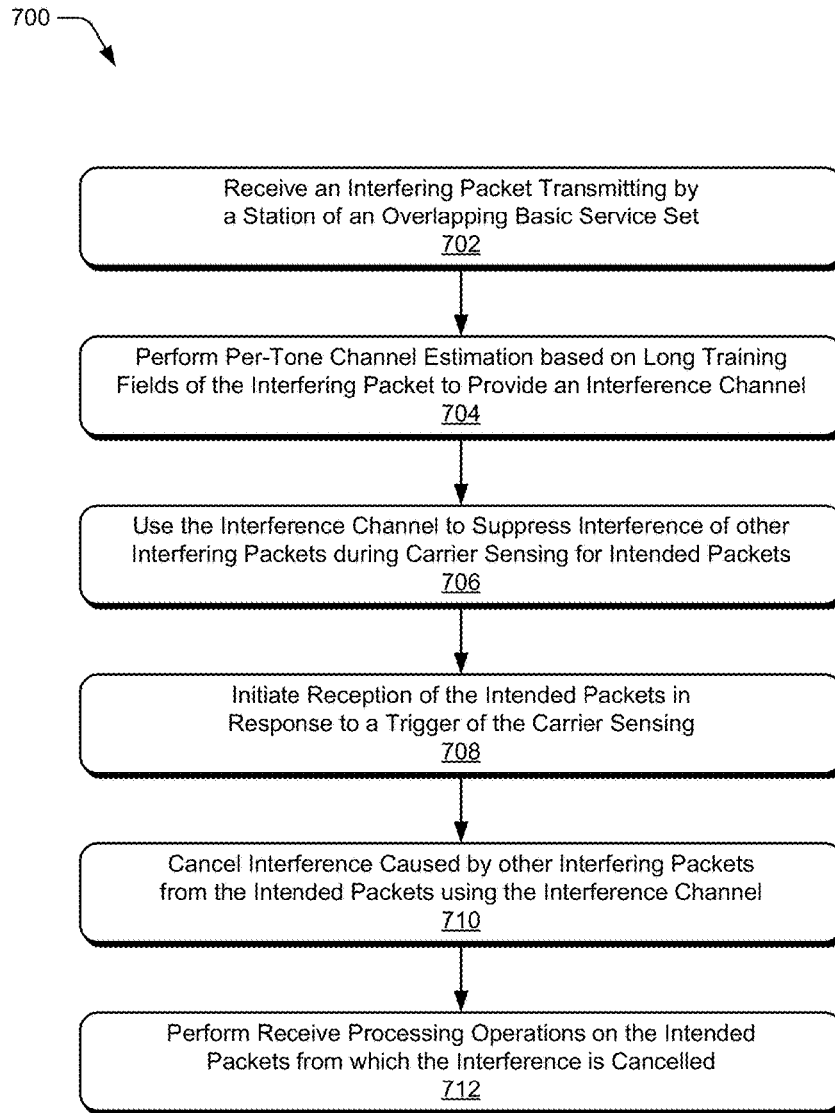 700
Receive an Interfering Packet Transmitting by
a Station of an Overlapping Basic Service Set
702
Perform Per-Tone Channel Estimation based on Long Training
Fields of the Interfering Packet to Provide an Interference Channel
704
Use the Interference Channel to Suppress Interference of other
Interfering Packets during Carrier Sensing for Intended Packets
706
Initiate Reception of the Intended Packets in
Response to a Trigger of the Carrier Sensing
708
Cancel Interference Caused by other Interfering Packets
from the Intended Packets using the Interference Channel
710
Perform Receive Processing Operations on the Intended
Packets from which the Interference is Cancelled
712